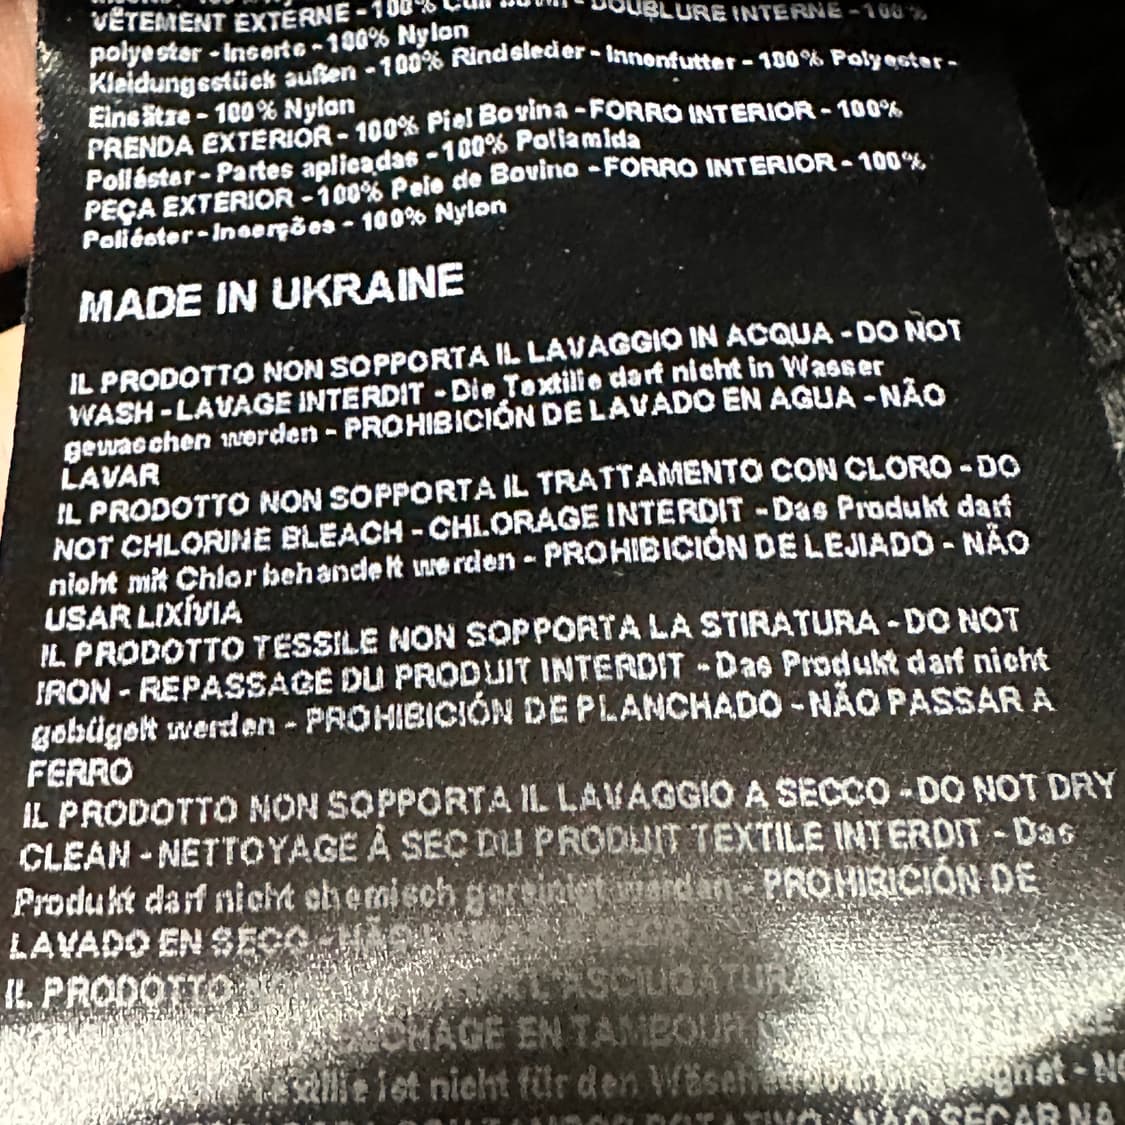 VÊTEMENT EXTERNE - 100% - DOUBLURE INTERNE - 100%
polyester - Inserts - 100% Nylon
Kleidungsstück außen - 100% Rindsleder - Innenfutter - 100% Polyester -
Einsätze - 100% Nylon
PRENDA EXTERIOR - 100% Piel Bovina - FORRO INTERIOR - 100%
Poliéster - Partes aplicadas - 100% Poliamida
PEÇA EXTERIOR - 100% Pele de Bovino - FORRO INTERIOR - 100%
Poliéster - Inserções - 100% Nylon
MADE IN UKRAINE
IL PRODOTTO NON SOPPORTA IL LAVAGGIO IN ACQUA - DO NOT
WASH - LAVAGE INTERDIT - Die Textilie darf nicht in Wasser
gewaschen werden - PROHIBICIÓN DE LAVADO EN AGUA - NÃO
LAVAR
IL PRODOTTO NON SOPPORTA IL TRATTAMENTO CON CLORO - DO
NOT CHLORINE BLEACH - CHLORAGE INTERDIT - Das Produkt darf
nicht mit Chlor behandelt werden - PROHIBICIÓN DE LEJIADO - NÃO
USAR LIXÍVIA
IL PRODOTTO TESSILE NON SOPPORTA LA STIRATURA - DO NOT
IRON - REPASSAGE DU PRODUIT INTERDIT - Das Produkt darf nicht
gebügelt werden - PROHIBICIÓN DE PLANCHADO - NÃO PASSAR A
FERRO
IL PRODOTTO NON SOPPORTA IL LAVAGGIO A SECCO - DO NOT DRY
CLEAN - NETTOYAGE À SEC DU PRODUIT TEXTILE INTERDIT - Das
Produkt darf nicht chemisch gereinigt werden - PROHIBICIÓN DE
LAVADO EN SECO
IL PRODOTTO
EN TAMBOUR
ist nicht für den
NÃO SECAR NA